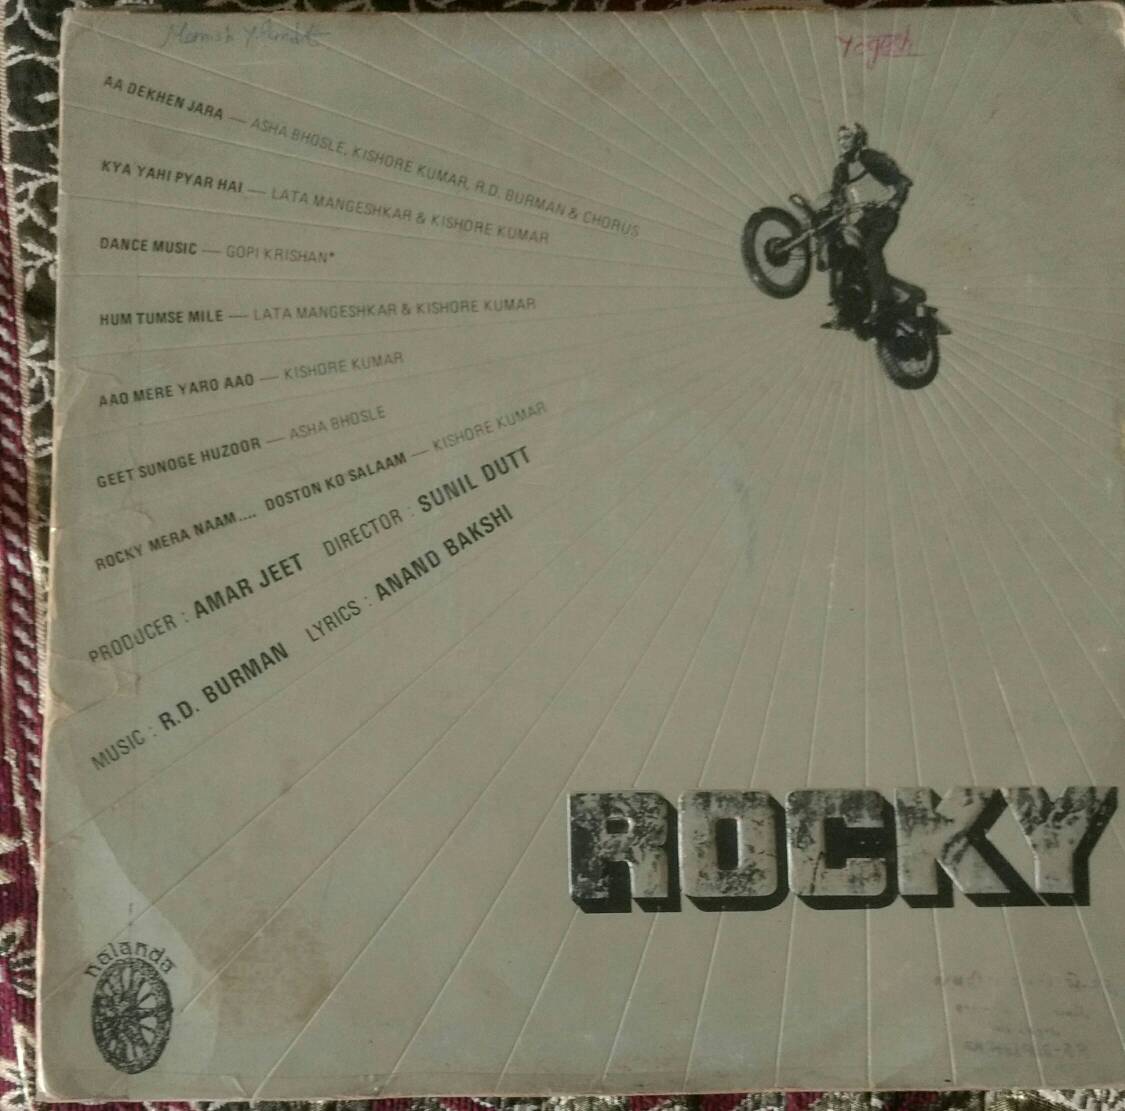 Yogesh
AA DEKHEN JARA — ASHA BHOSLE, KISHORE KUMAR, R.D. BURMAN & CHORUS
KYA YAHI PYAR HAI — LATA MANGESHKAR & KISHORE KUMAR
DANCE MUSIC — GOPI KRISHAN*
HUM TUMSE MILE — LATA MANGESHKAR & KISHORE KUMAR
AAO MERE YARO AAO — KISHORE KUMAR
GEET SUNOGE HUZOOR — ASHA BHOSLE
ROCKY MERA NAAM.... DOSTON KO SALAAM — KISHORE KUMAR
PRODUCER : AMAR JEET DIRECTOR : SUNIL DUTT
MUSIC : R.D. BURMAN LYRICS : ANAND BAKSHI
ROCKY
nalanda